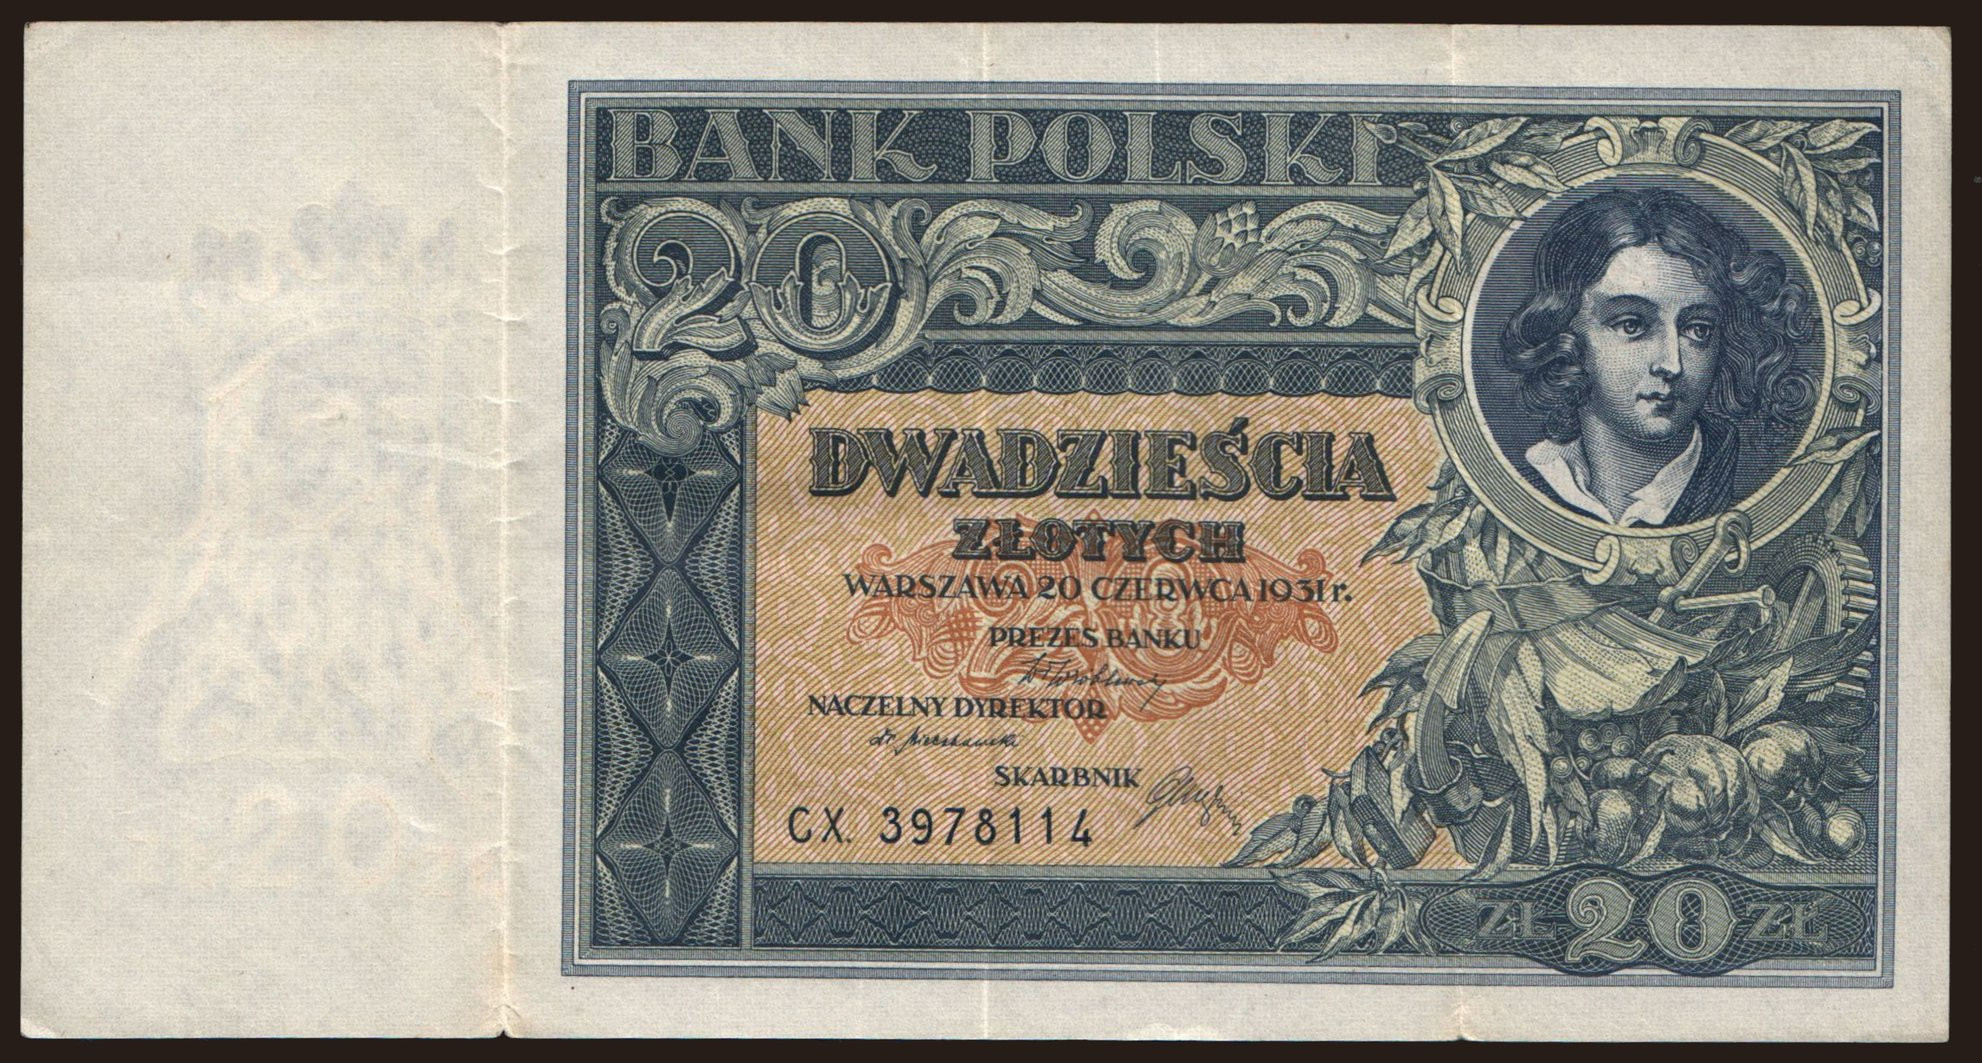 BANK POLSKI
20
DWADZIEŚCIA
ZŁOTYCH
WARSZAWA 20 CZERWCA 1931 r.
PREZES BANKU
NACZELNY DYREKTOR
SKARBNIK
CX. 3978114
ZŁ 20 ZŁ